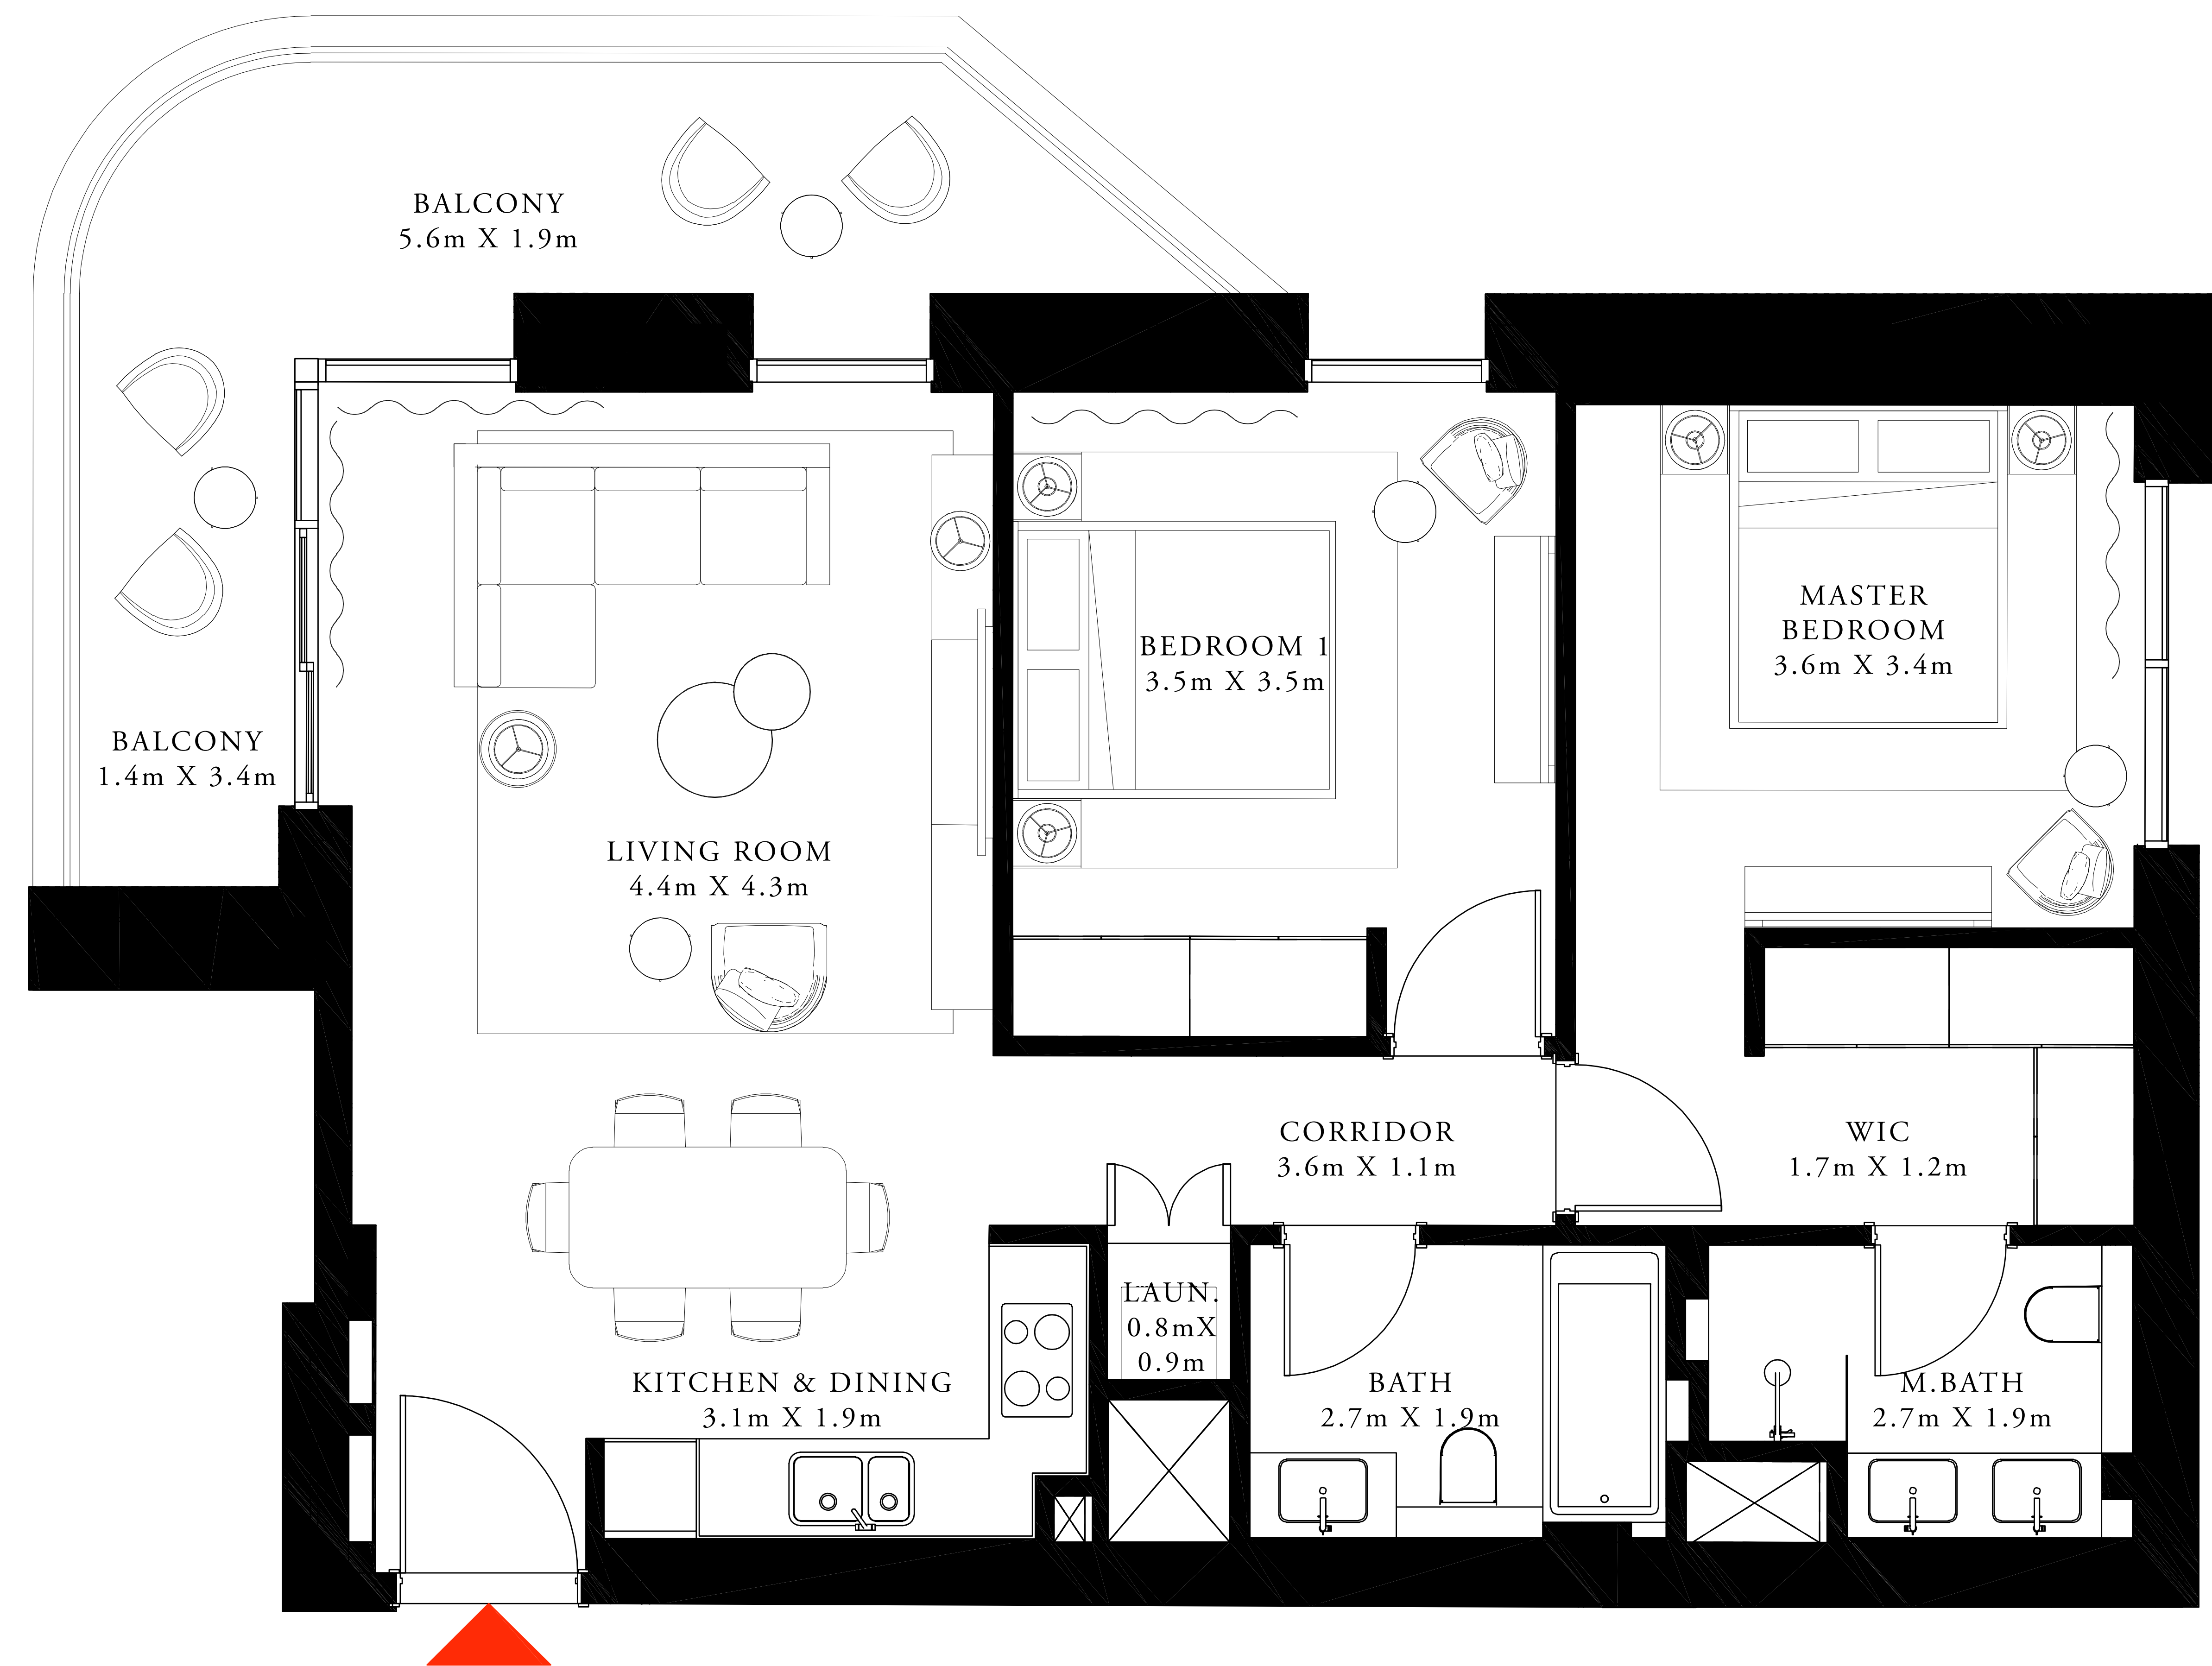 BALCONY
5.6m X 1.9m
BALCONY
1.4m X 3.4m
LIVING ROOM
4.4m X 4.3m
BEDROOM 1
3.5m X 3.5m
MASTER
BEDROOM
3.6m X 3.4m
CORRIDOR
3.6m X 1.1m
WIC
1.7m X 1.2m
KITCHEN & DINING
3.1m X 1.9m
LAUN.
0.8mX
0.9m
BATH
2.7m X 1.9m
M.BATH
2.7m X 1.9m